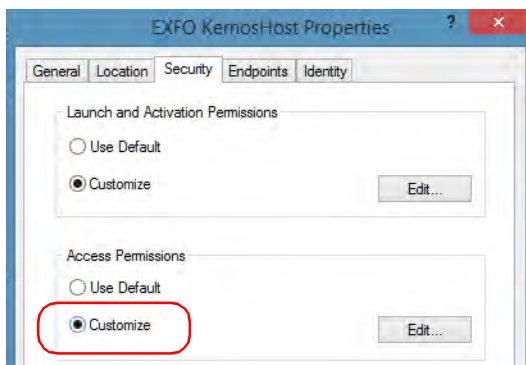 EXFO KernosHost Properties ? ×
General Location Security Endpoints Identity
Launch and Activation Permissions
Use Default
Customize Edit...
Access Permissions
Use Default
Customize Edit...